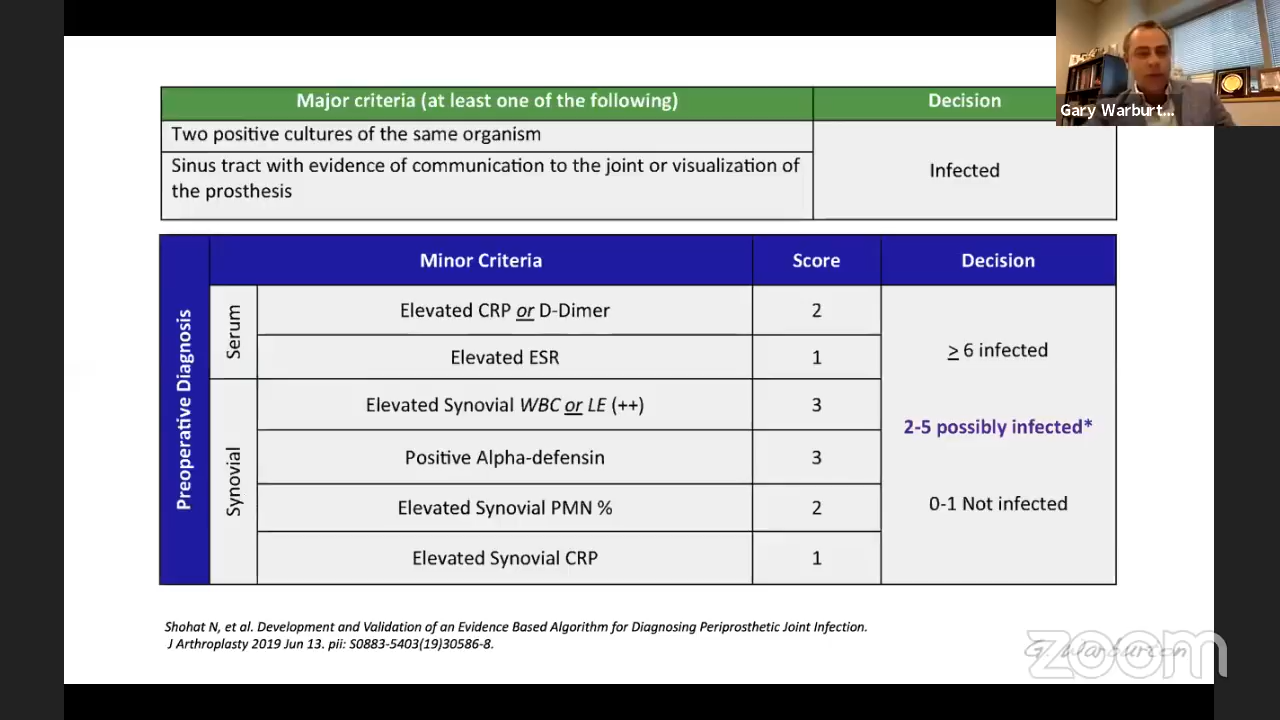 Major criteria (at least one of the following)
Decision
Two positive cultures of the same organism
Sinus tract with evidence of communication to the joint or visualization of
the prosthesis
Infected
Preoperative Diagnosis
Minor Criteria
Score
Decision
Serum
Elevated CRP or D-Dimer
2
Elevated ESR
1
Synovial
Elevated Synovial WBC or LE (++)
3
Positive Alpha-defensin
3
Elevated Synovial PMN %
2
Elevated Synovial CRP
1
≥ 6 infected
2-5 possibly infected*
0-1 Not infected
Shohat N, et al. Development and Validation of an Evidence Based Algorithm for Diagnosing Periprosthetic Joint Infection.
J Arthroplasty 2019 Jun 13. pii: S0883-5403(19)30586-8.
Gary Warburt...
G. Warburton
zoom